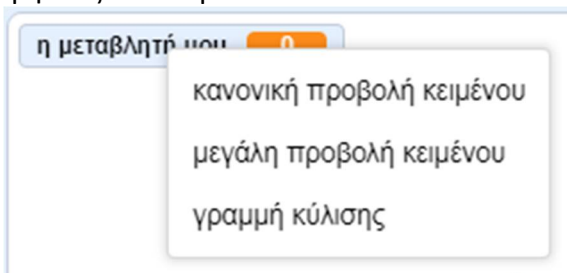 η μεταβλητή μου 0
κανονική προβολή κειμένου
μεγάλη προβολή κειμένου
γραμμή κύλισης